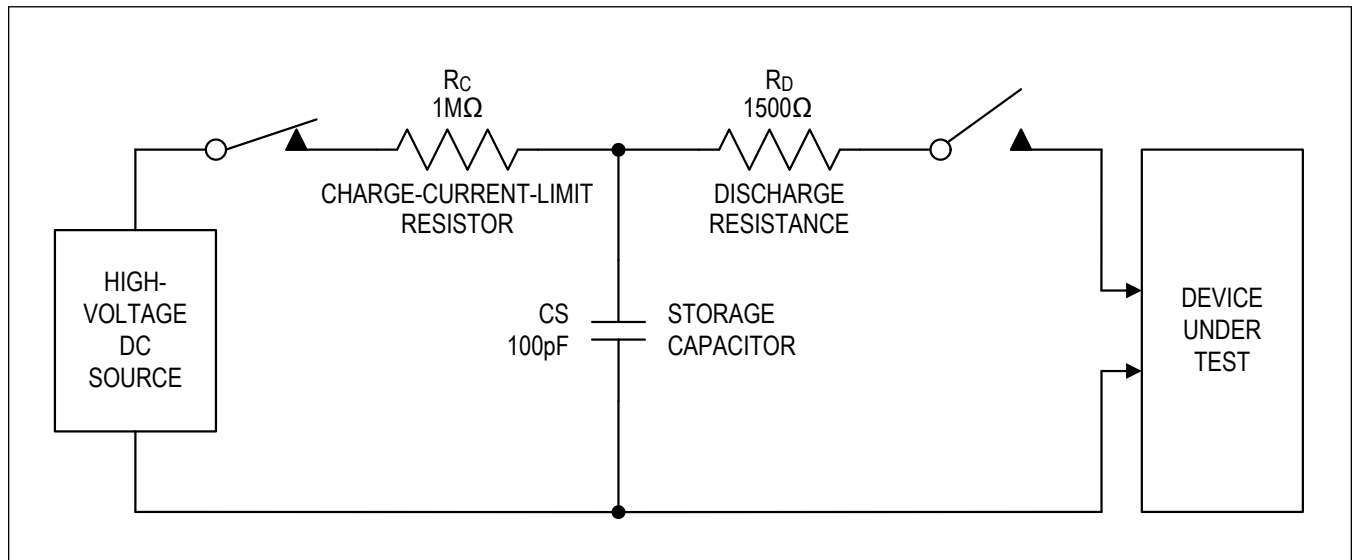 RC
1MΩ
CHARGE-CURRENT-LIMIT
RESISTOR
RD
1500Ω
DISCHARGE
RESISTANCE
HIGH-
VOLTAGE
DC
SOURCE
CS
100pF
STORAGE
CAPACITOR
DEVICE
UNDER
TEST